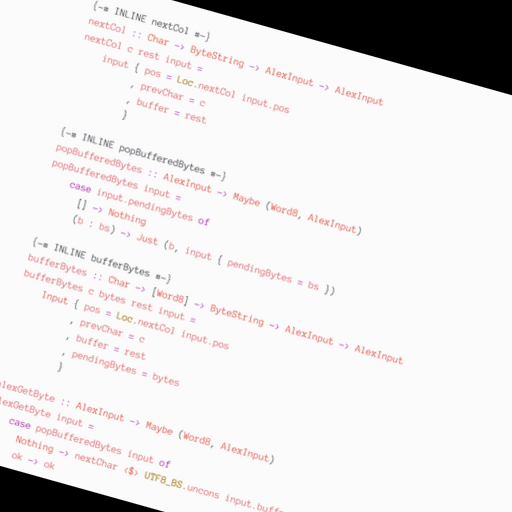 {-# INLINE nextCol #-}
nextCol :: Char -> ByteString -> AlexInput -> AlexInput
nextCol c rest input =
input { pos = Loc.nextCol input.pos
, prevChar = c
, buffer = rest
}
{-# INLINE popBufferedBytes #-}
popBufferedBytes :: AlexInput -> Maybe (Word8, AlexInput)
popBufferedBytes input =
case input.pendingBytes of
[] -> Nothing
(b : bs) -> Just (b, input { pendingBytes = bs })
{-# INLINE bufferBytes #-}
bufferBytes :: Char -> [Word8] -> ByteString -> AlexInput -> AlexInput
bufferBytes c bytes rest input =
Input { pos = Loc.nextCol input.pos
, prevChar = c
, buffer = rest
, pendingBytes = bytes
}
alexGetByte :: AlexInput -> Maybe (Word8, AlexInput)
alexGetByte input =
case popBufferedBytes input of
Nothing -> nextChar <$> UTF8_BS.uncons input.buffe
ok -> ok